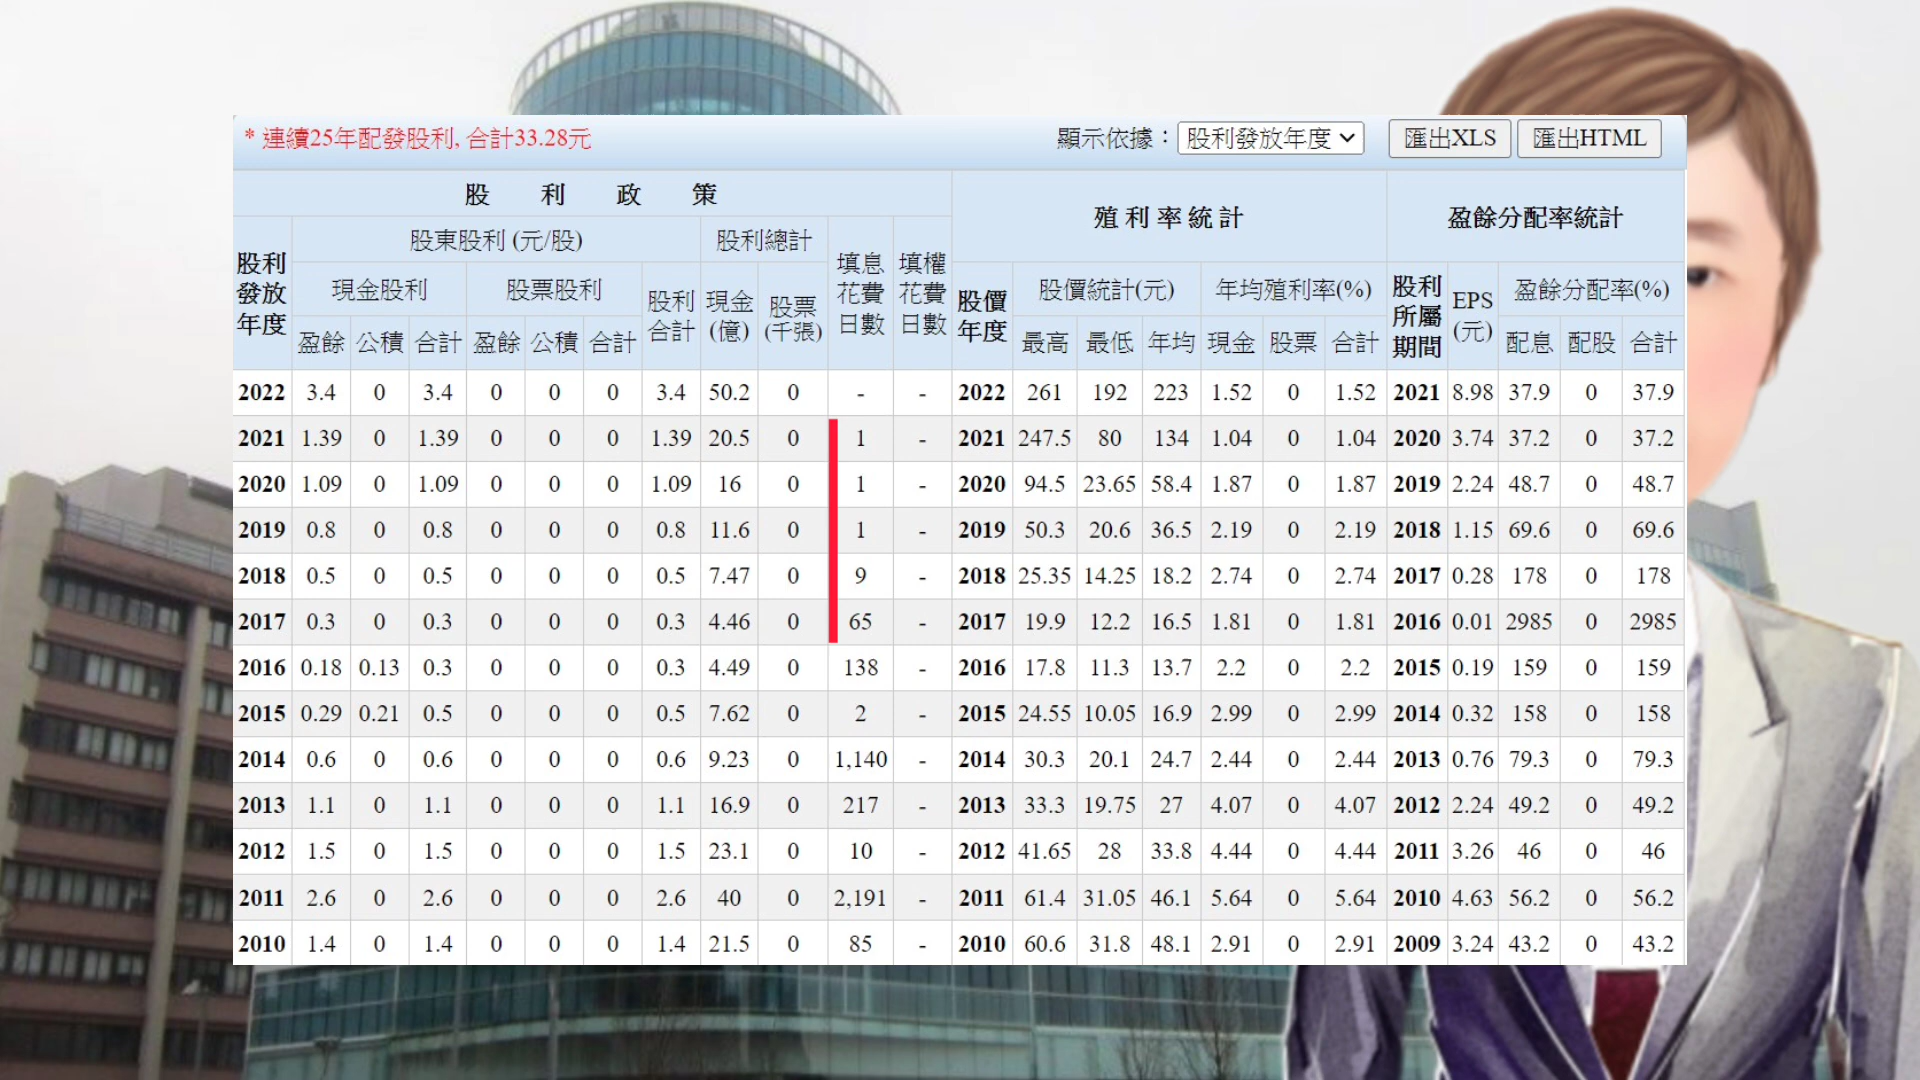 * 連續25年配發股利, 合計33.28元 顯示依據： 股利發放年度 匯出XLS 匯出HTML
股 利 政 策 殖 利 率 統 計 盈餘分配率統計
股利發放年度 股東股利 (元/股) 股利總計 填息花費日數 填權花費日數 股價年度 股價統計(元) 年均殖利率(%) 股利所屬期間 EPS(元) 盈餘分配率(%)
現金股利 股票股利 股利合計 現金(億) 股票(千張)
盈餘 公積 合計 盈餘 公積 合計 最高 最低 年均 現金 股票 合計 配息 配股 合計
2022 3.4 0 3.4 0 0 0 3.4 50.2 0 - - 2022 261 192 223 1.52 0 1.52 2021 8.98 37.9 0 37.9
2021 1.39 0 1.39 0 0 0 1.39 20.5 0 1 - 2021 247.5 80 134 1.04 0 1.04 2020 3.74 37.2 0 37.2
2020 1.09 0 1.09 0 0 0 1.09 16 0 1 - 2020 94.5 23.65 58.4 1.87 0 1.87 2019 2.24 48.7 0 48.7
2019 0.8 0 0.8 0 0 0 0.8 11.6 0 1 - 2019 50.3 20.6 36.5 2.19 0 2.19 2018 1.15 69.6 0 69.6
2018 0.5 0 0.5 0 0 0 0.5 7.47 0 9 - 2018 25.35 14.25 18.2 2.74 0 2.74 2017 0.28 178 0 178
2017 0.3 0 0.3 0 0 0 0.3 4.46 0 65 - 2017 19.9 12.2 16.5 1.81 0 1.81 2016 0.01 2985 0 2985
2016 0.18 0.13 0.3 0 0 0 0.3 4.49 0 138 - 2016 17.8 11.3 13.7 2.2 0 2.2 2015 0.19 159 0 159
2015 0.29 0.21 0.5 0 0 0 0.5 7.62 0 2 - 2015 24.55 10.05 16.9 2.99 0 2.99 2014 0.32 158 0 158
2014 0.6 0 0.6 0 0 0 0.6 9.23 0 1,140 - 2014 30.3 20.1 24.7 2.44 0 2.44 2013 0.76 79.3 0 79.3
2013 1.1 0 1.1 0 0 0 1.1 16.9 0 217 - 2013 33.3 19.75 27 4.07 0 4.07 2012 2.24 49.2 0 49.2
2012 1.5 0 1.5 0 0 0 1.5 23.1 0 10 - 2012 41.65 28 33.8 4.44 0 4.44 2011 3.26 46 0 46
2011 2.6 0 2.6 0 0 0 2.6 40 0 2,191 - 2011 61.4 31.05 46.1 5.64 0 5.64 2010 4.63 56.2 0 56.2
2010 1.4 0 1.4 0 0 0 1.4 21.5 0 85 - 2010 60.6 31.8 48.1 2.91 0 2.91 2009 3.24 43.2 0 43.2